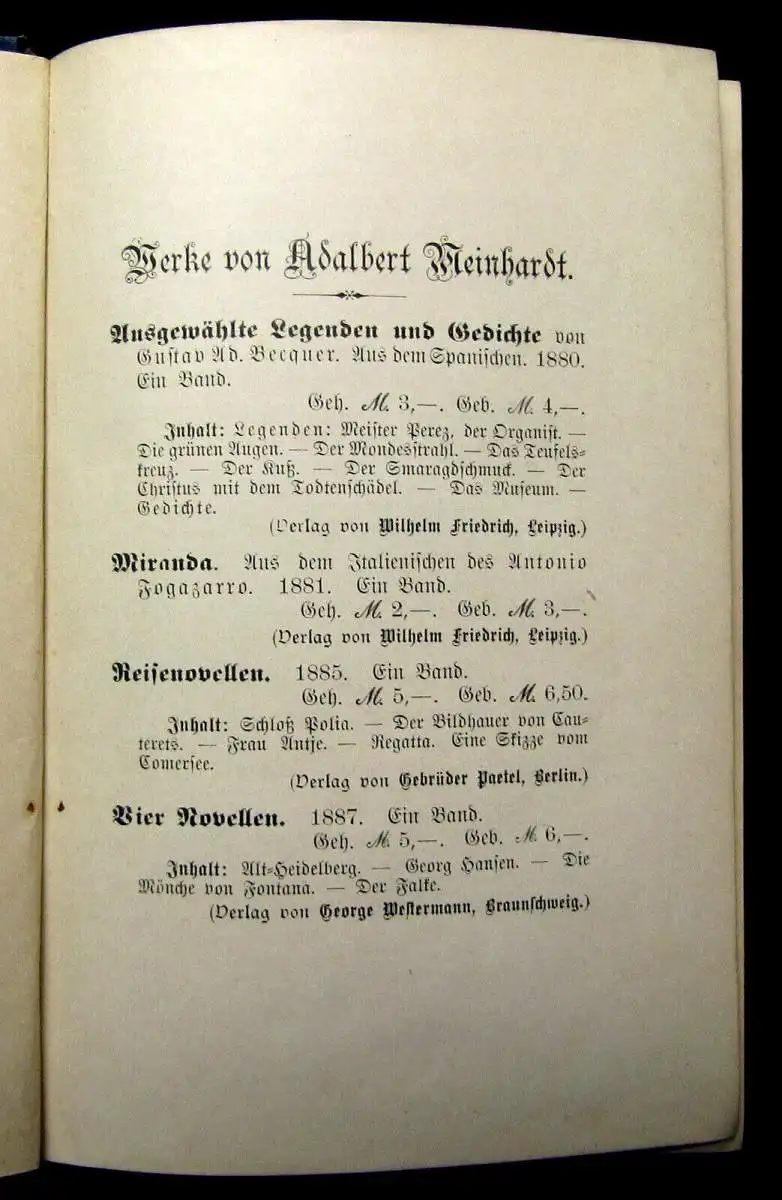 Werke von Adalbert Meinhardt.
Ausgewählte Legenden und Gedichte von
Gustav Ad. Becquer. Aus dem Spanischen. 1880.
Ein Band.
Geh. M. 3,—. Geb. M. 4,—.
Inhalt: Legenden: Meister Perez, der Organist. —
Die grünen Augen. — Der Mondesstrahl. — Das Teufels-
kreuz. — Der Kuß. — Der Smaragdschmuck. — Der
Christus mit dem Todtenschädel. — Das Museum. —
Gedichte.
(Verlag von Wilhelm Friedrich, Leipzig.)
Miranda. Aus dem Italienischen des Antonio
Fogazarro. 1881. Ein Band.
Geh. M. 2,—. Geb. M. 3,—.
(Verlag von Wilhelm Friedrich, Leipzig.)
Reisenovellen. 1885. Ein Band.
Geh. M. 5,—. Geb. M. 6,50.
Inhalt: Schloß Polia. — Der Bildhauer von Cau-
terets. — Frau Antje. — Regatta. Eine Skizze vom
Comersee.
(Verlag von Gebrüder Paetel, Berlin.)
Vier Novellen. 1887. Ein Band.
Geh. M. 5,—. Geb. M. 6,—.
Inhalt: Alt-Heidelberg. — Georg Hansen. — Die
Mönche von Fontana. — Der Falke.
(Verlag von George Westermann, Braunschweig.)